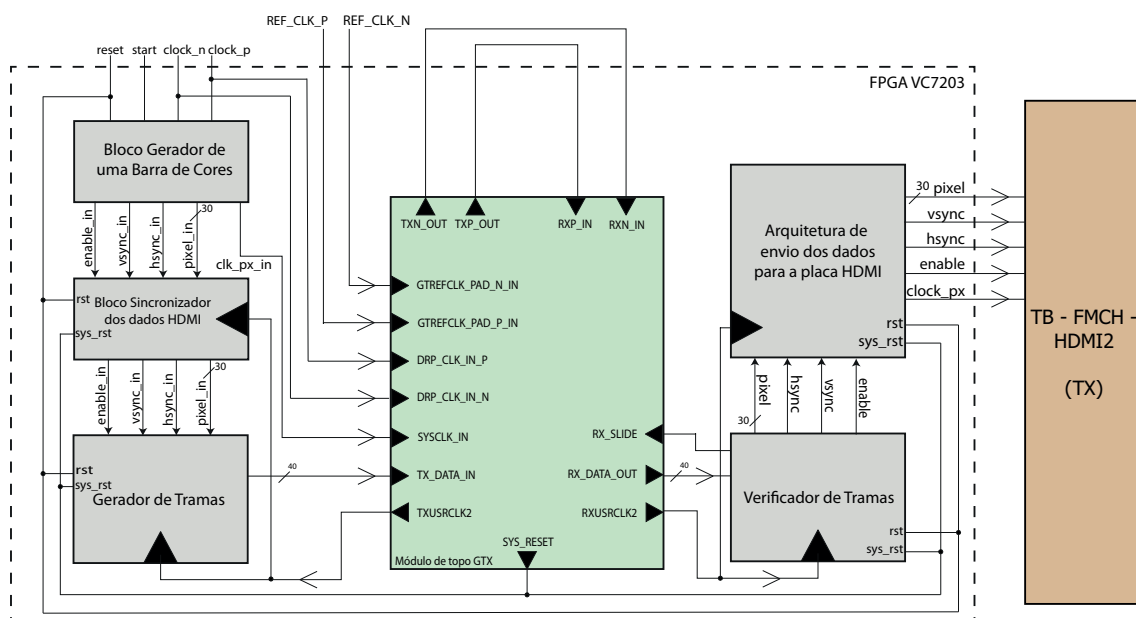 REF_CLK_P REF_CLK_N
reset start clock_n clock_p
FPGA VC7203
Bloco Gerador de
uma Barra de Cores
enable_in
vsync_in
hsync_in
pixel_in
30
clk_px_in
rst
sys_rst
Bloco Sincronizador
dos dados HDMI
enable_in
vsync_in
hsync_in
pixel_in
30
rst
sys_rst
Gerador de Tramas
40
TXN_OUT
TXP_OUT
RXP_IN
RXN_IN
GTREFCLK_PAD_N_IN
GTREFCLK_PAD_P_IN
DRP_CLK_IN_P
DRP_CLK_IN_N
SYSCLK_IN
TX_DATA_IN
TXUSRCLK2
RX_SLIDE
RX_DATA_OUT
40
RXUSRCLK2
SYS_RESET
Módulo de topo GTX
Arquitetura de
envio dos dados
para a placa HDMI
30 pixel
vsync
hsync
enable
clock_px
rst
sys_rst
pixel
hsync
vsync
enable
30
Verificador de Tramas
rst
sys_rst
TB - FMCH -
HDMI2
(TX)